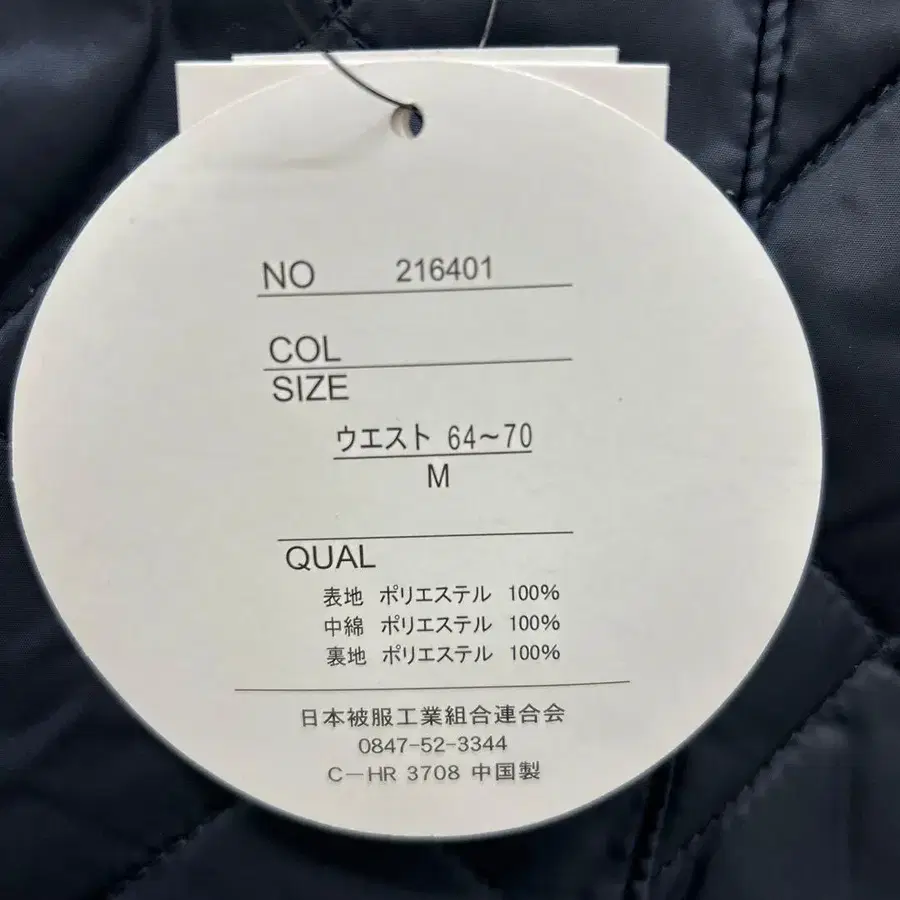 NO 216401
COL
SIZE
ウエスト 64～70
M
QUAL
表地 ポリエステル 100%
中綿 ポリエステル 100%
裏地 ポリエステル 100%
日本被服工業組合連合会
0847-52-3344
C－HR 3708 中国製